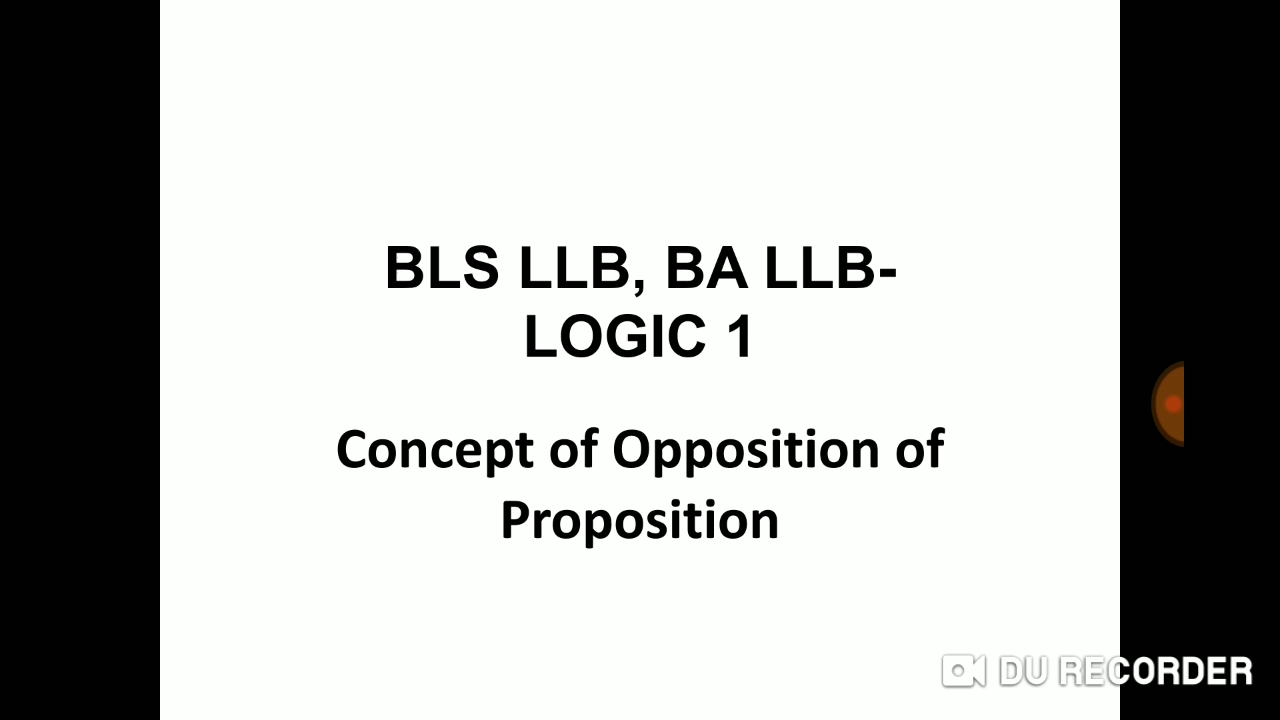 BLS LLB, BA LLB-
LOGIC 1
Concept of Opposition of
Proposition
DU RECORDER